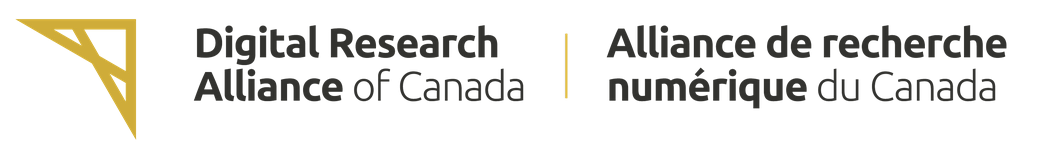 Digital Research
Alliance of Canada
Alliance de recherche
numérique du Canada